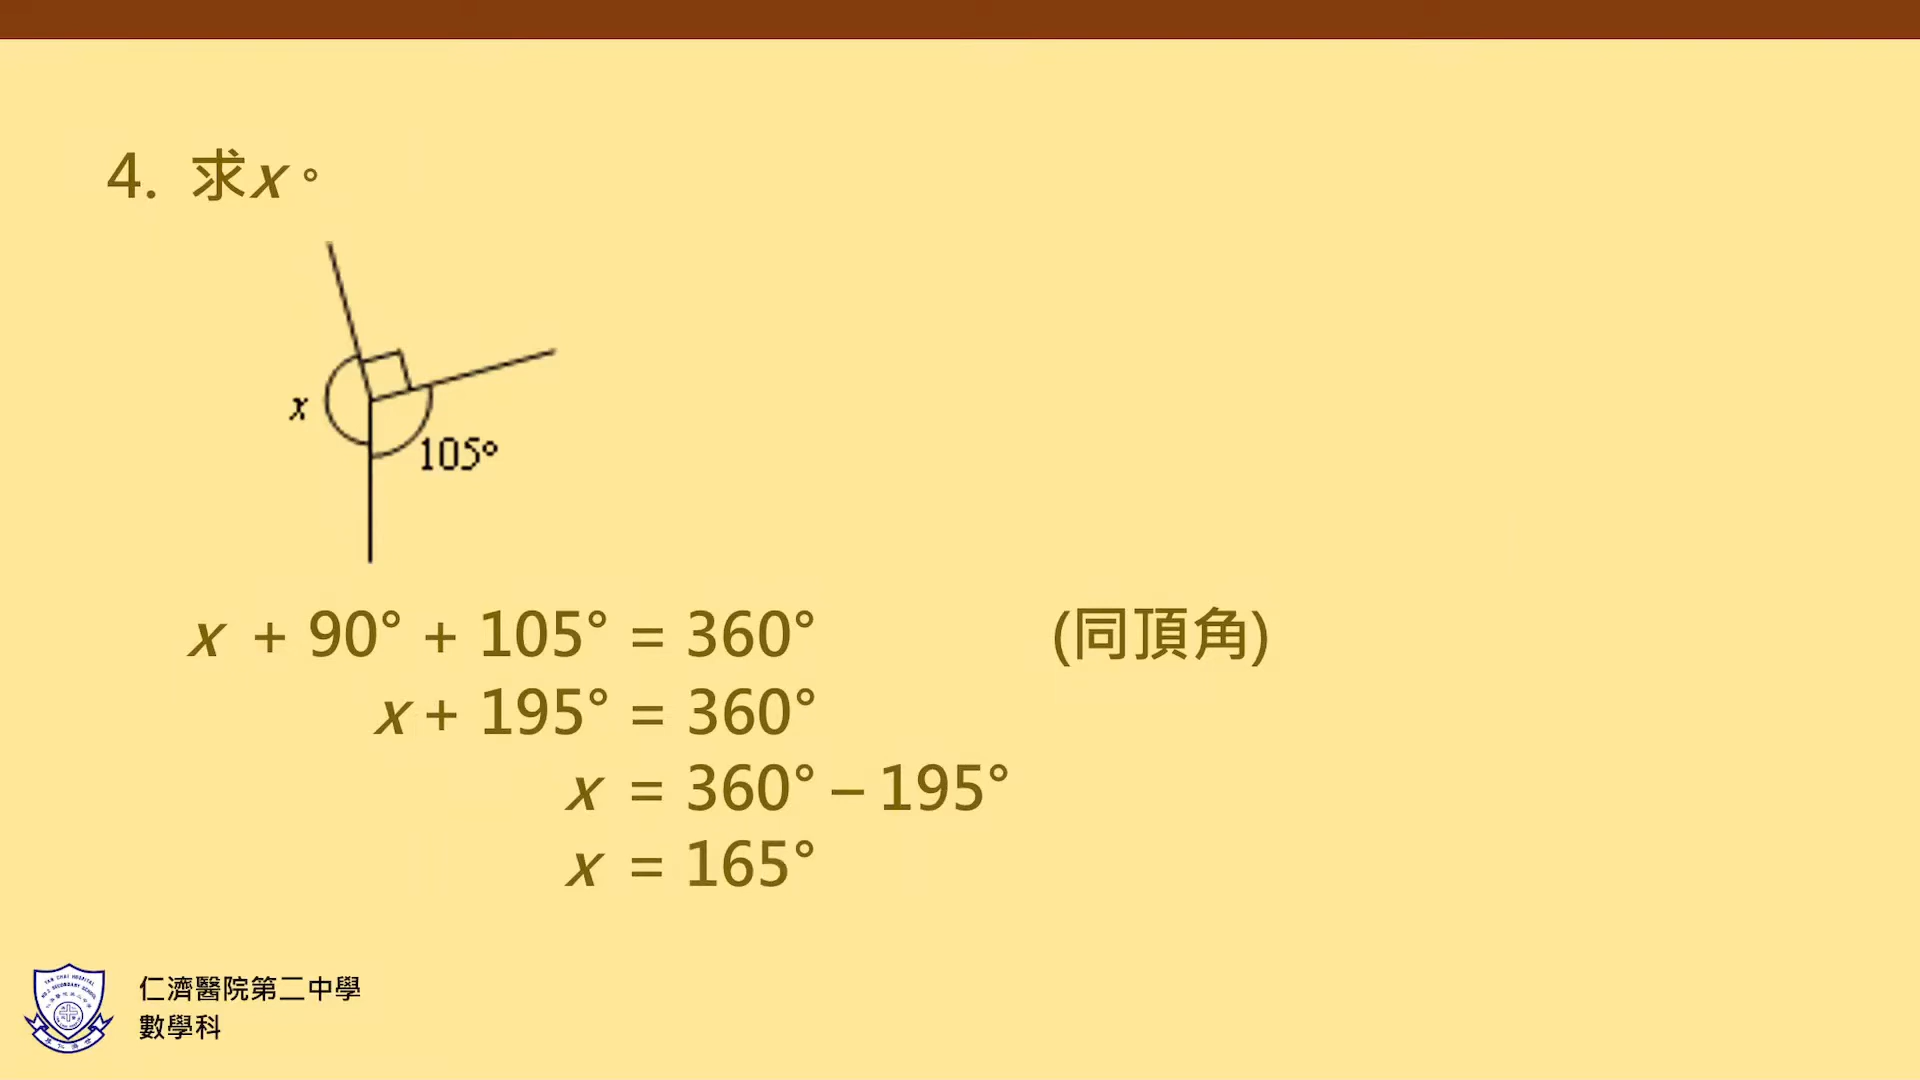 4. 求x。
x
105°
x + 90° + 105° = 360° (同頂角)
x + 195° = 360°
x = 360° – 195°
x = 165°
仁濟醫院第二中學
數學科